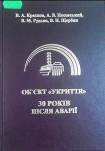 В. А. Краснов, А. В. Носовський,
В. М. Рудько, В. М. Щербін
ОБ'ЄКТ «УКРИТТЯ»
30 РОКІВ
ПІСЛЯ АВАРІЇ